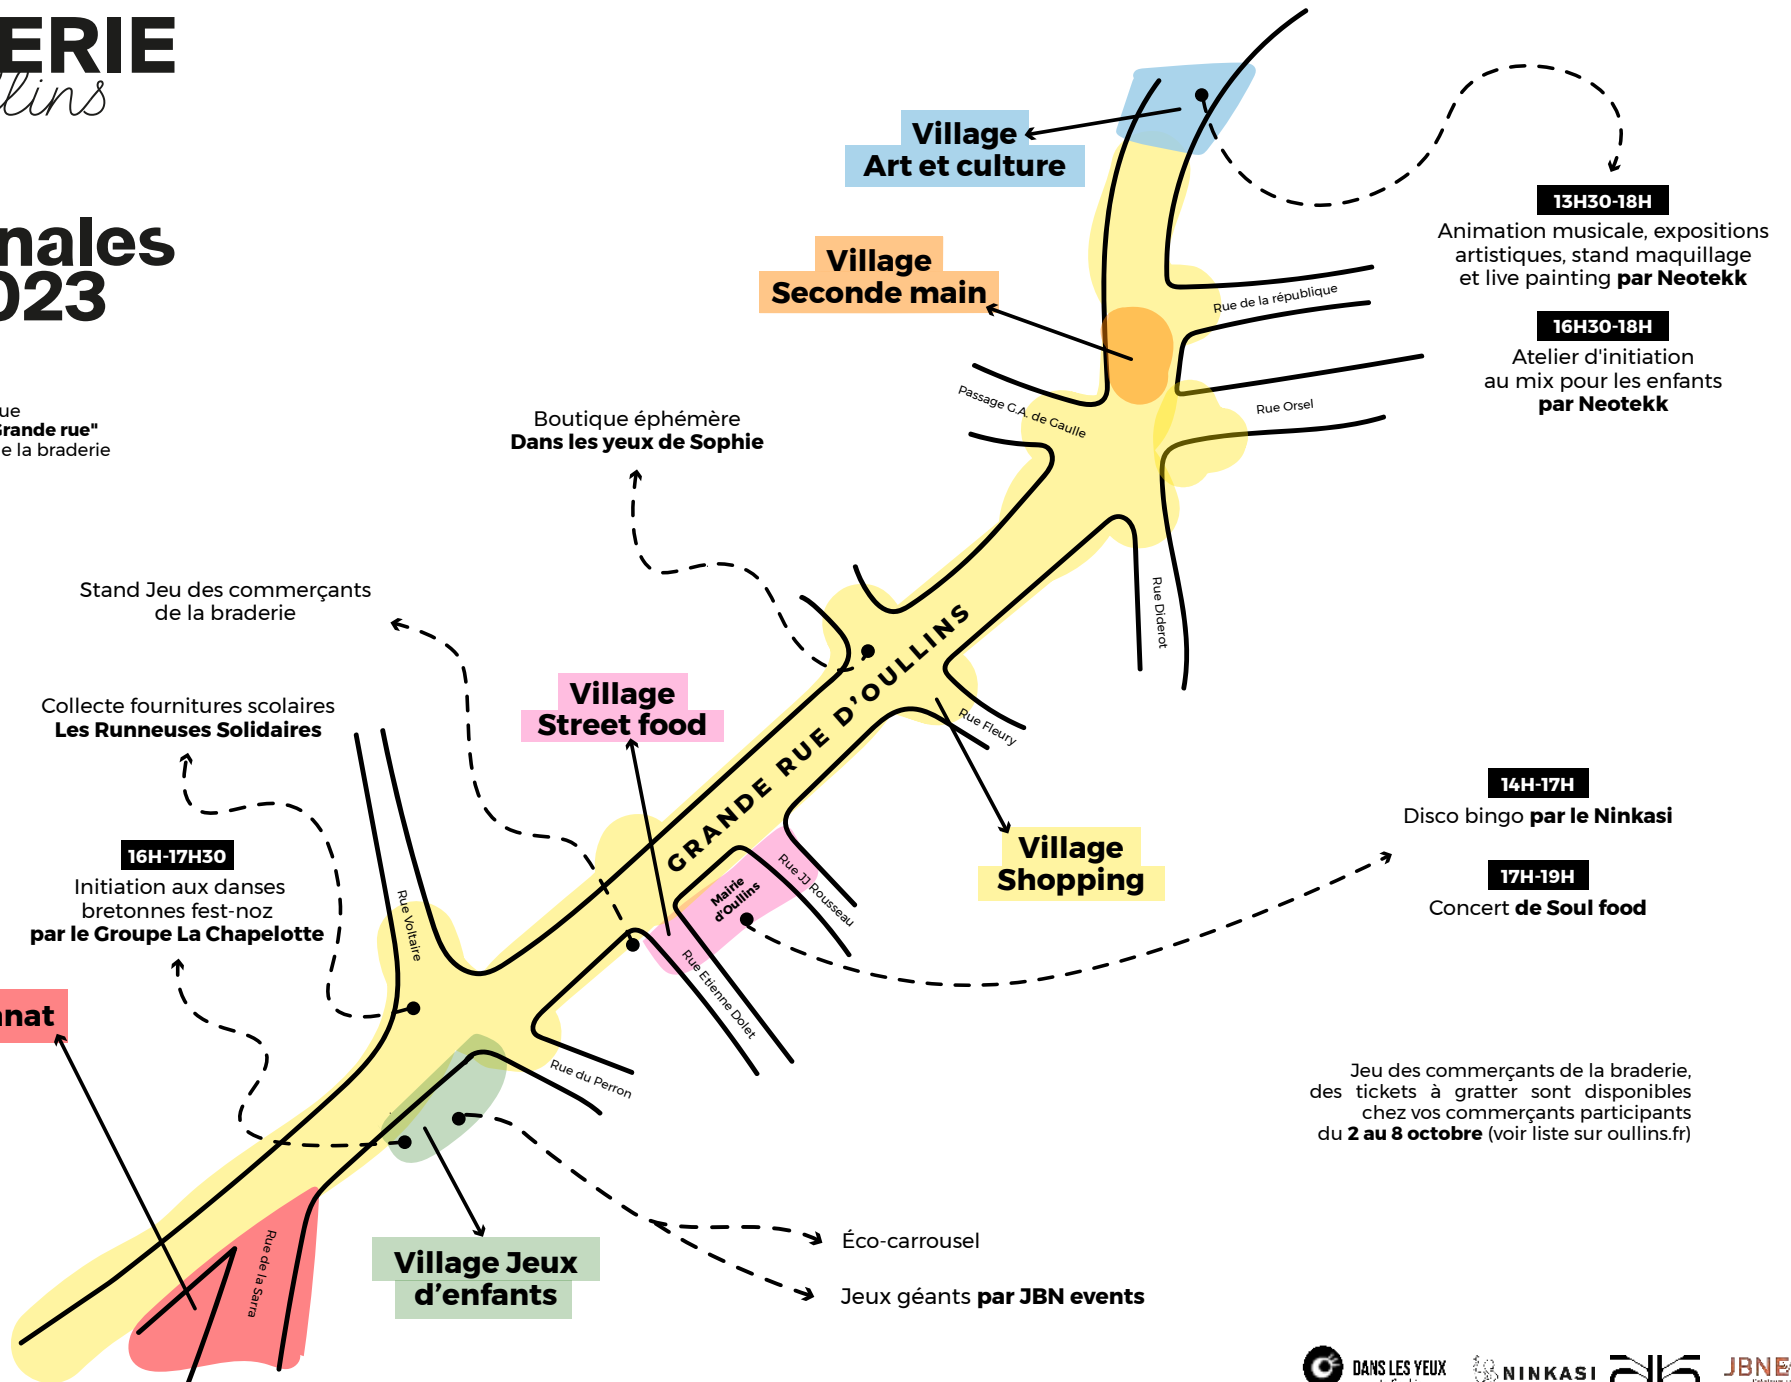 ERIE
llins
nales
023
ue
Grande rue"
e la braderie
Village
Art et culture
Village
Seconde main
13H30-18H
Animation musicale, expositions
artistiques, stand maquillage
et live painting par Neotekk
16H30-18H
Atelier d'initiation
au mix pour les enfants
par Neotekk
Rue de la république
Passage G.A. de Gaulle
Rue Orsel
Boutique éphémère
Dans les yeux de Sophie
Stand Jeu des commerçants
de la braderie
Rue Diderot
GRANDE RUE D'OULLINS
Collecte fournitures scolaires
Les Runneuses Solidaires
Village
Street food
Rue Fleury
14H-17H
Disco bingo par le Ninkasi
17H-19H
Concert de Soul food
Village
Shopping
16H-17H30
Initiation aux danses
bretonnes fest-noz
par le Groupe La Chapelotte
Rue Voltaire
Mairie
d'Oullins
Rue JJ Rousseau
Rue Etienne Dolet
nat
Rue du Perron
Jeu des commerçants de la braderie,
des tickets à gratter sont disponibles
chez vos commerçants participants
du 2 au 8 octobre (voir liste sur oullins.fr)
Rue de la Sarra
Village Jeux
d'enfants
Éco-carrousel
Jeux géants par JBN events
DANS LES YEUX
NINKASI
JBNE